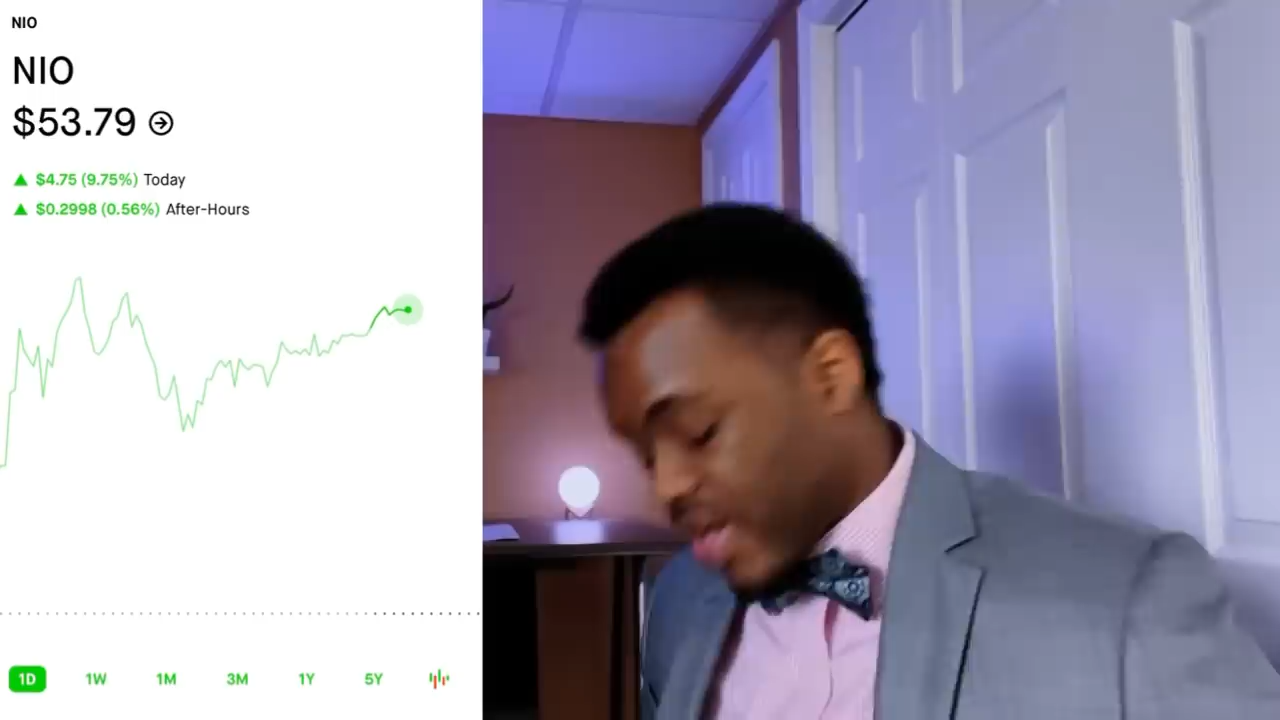 NIO
NIO
$53.79
$4.75 (9.75%) Today
$0.2998 (0.56%) After-Hours
1D 1W 1M 3M 1Y 5Y